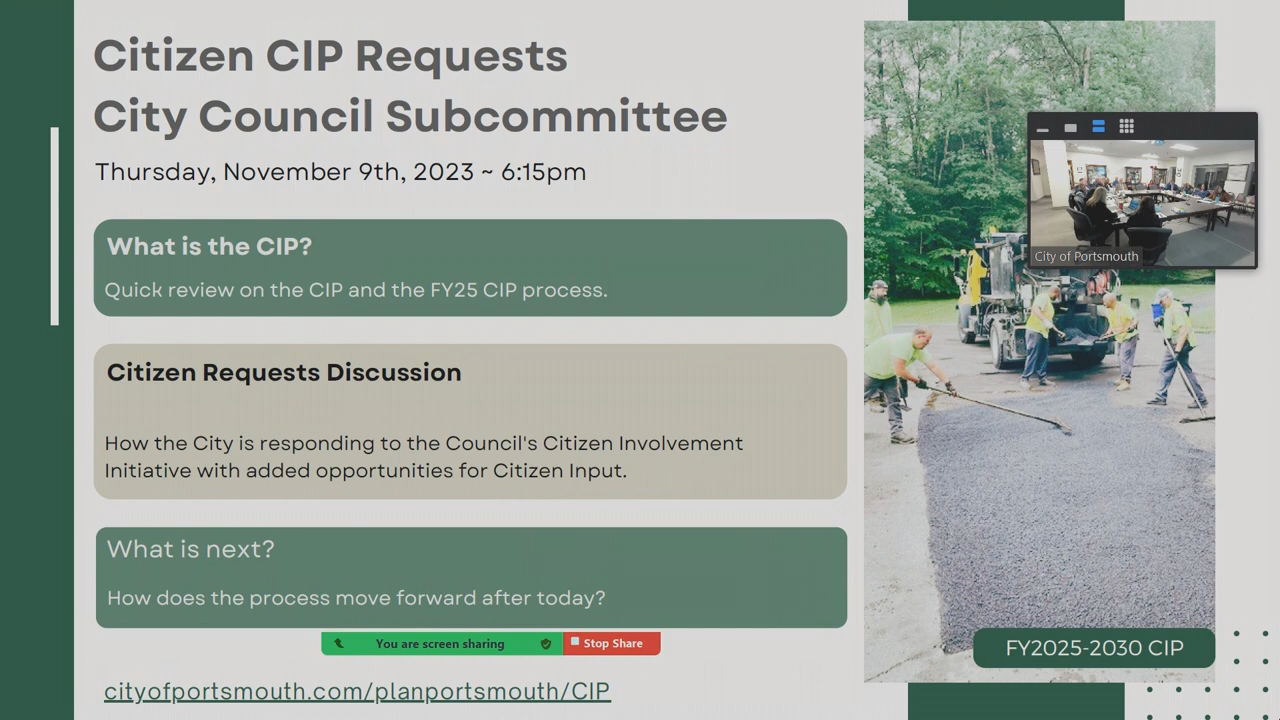 Citizen CIP Requests
City Council Subcommittee
Thursday, November 9th, 2023 ~ 6:15pm
What is the CIP?
Quick review on the CIP and the FY25 CIP process.
Citizen Requests Discussion
How the City is responding to the Council's Citizen Involvement
Initiative with added opportunities for Citizen Input.
What is next?
How does the process move forward after today?
You are screen sharing
Stop Share
cityofportsmouth.com/planportsmouth/CIP
City of Portsmouth
FY2025-2030 CIP